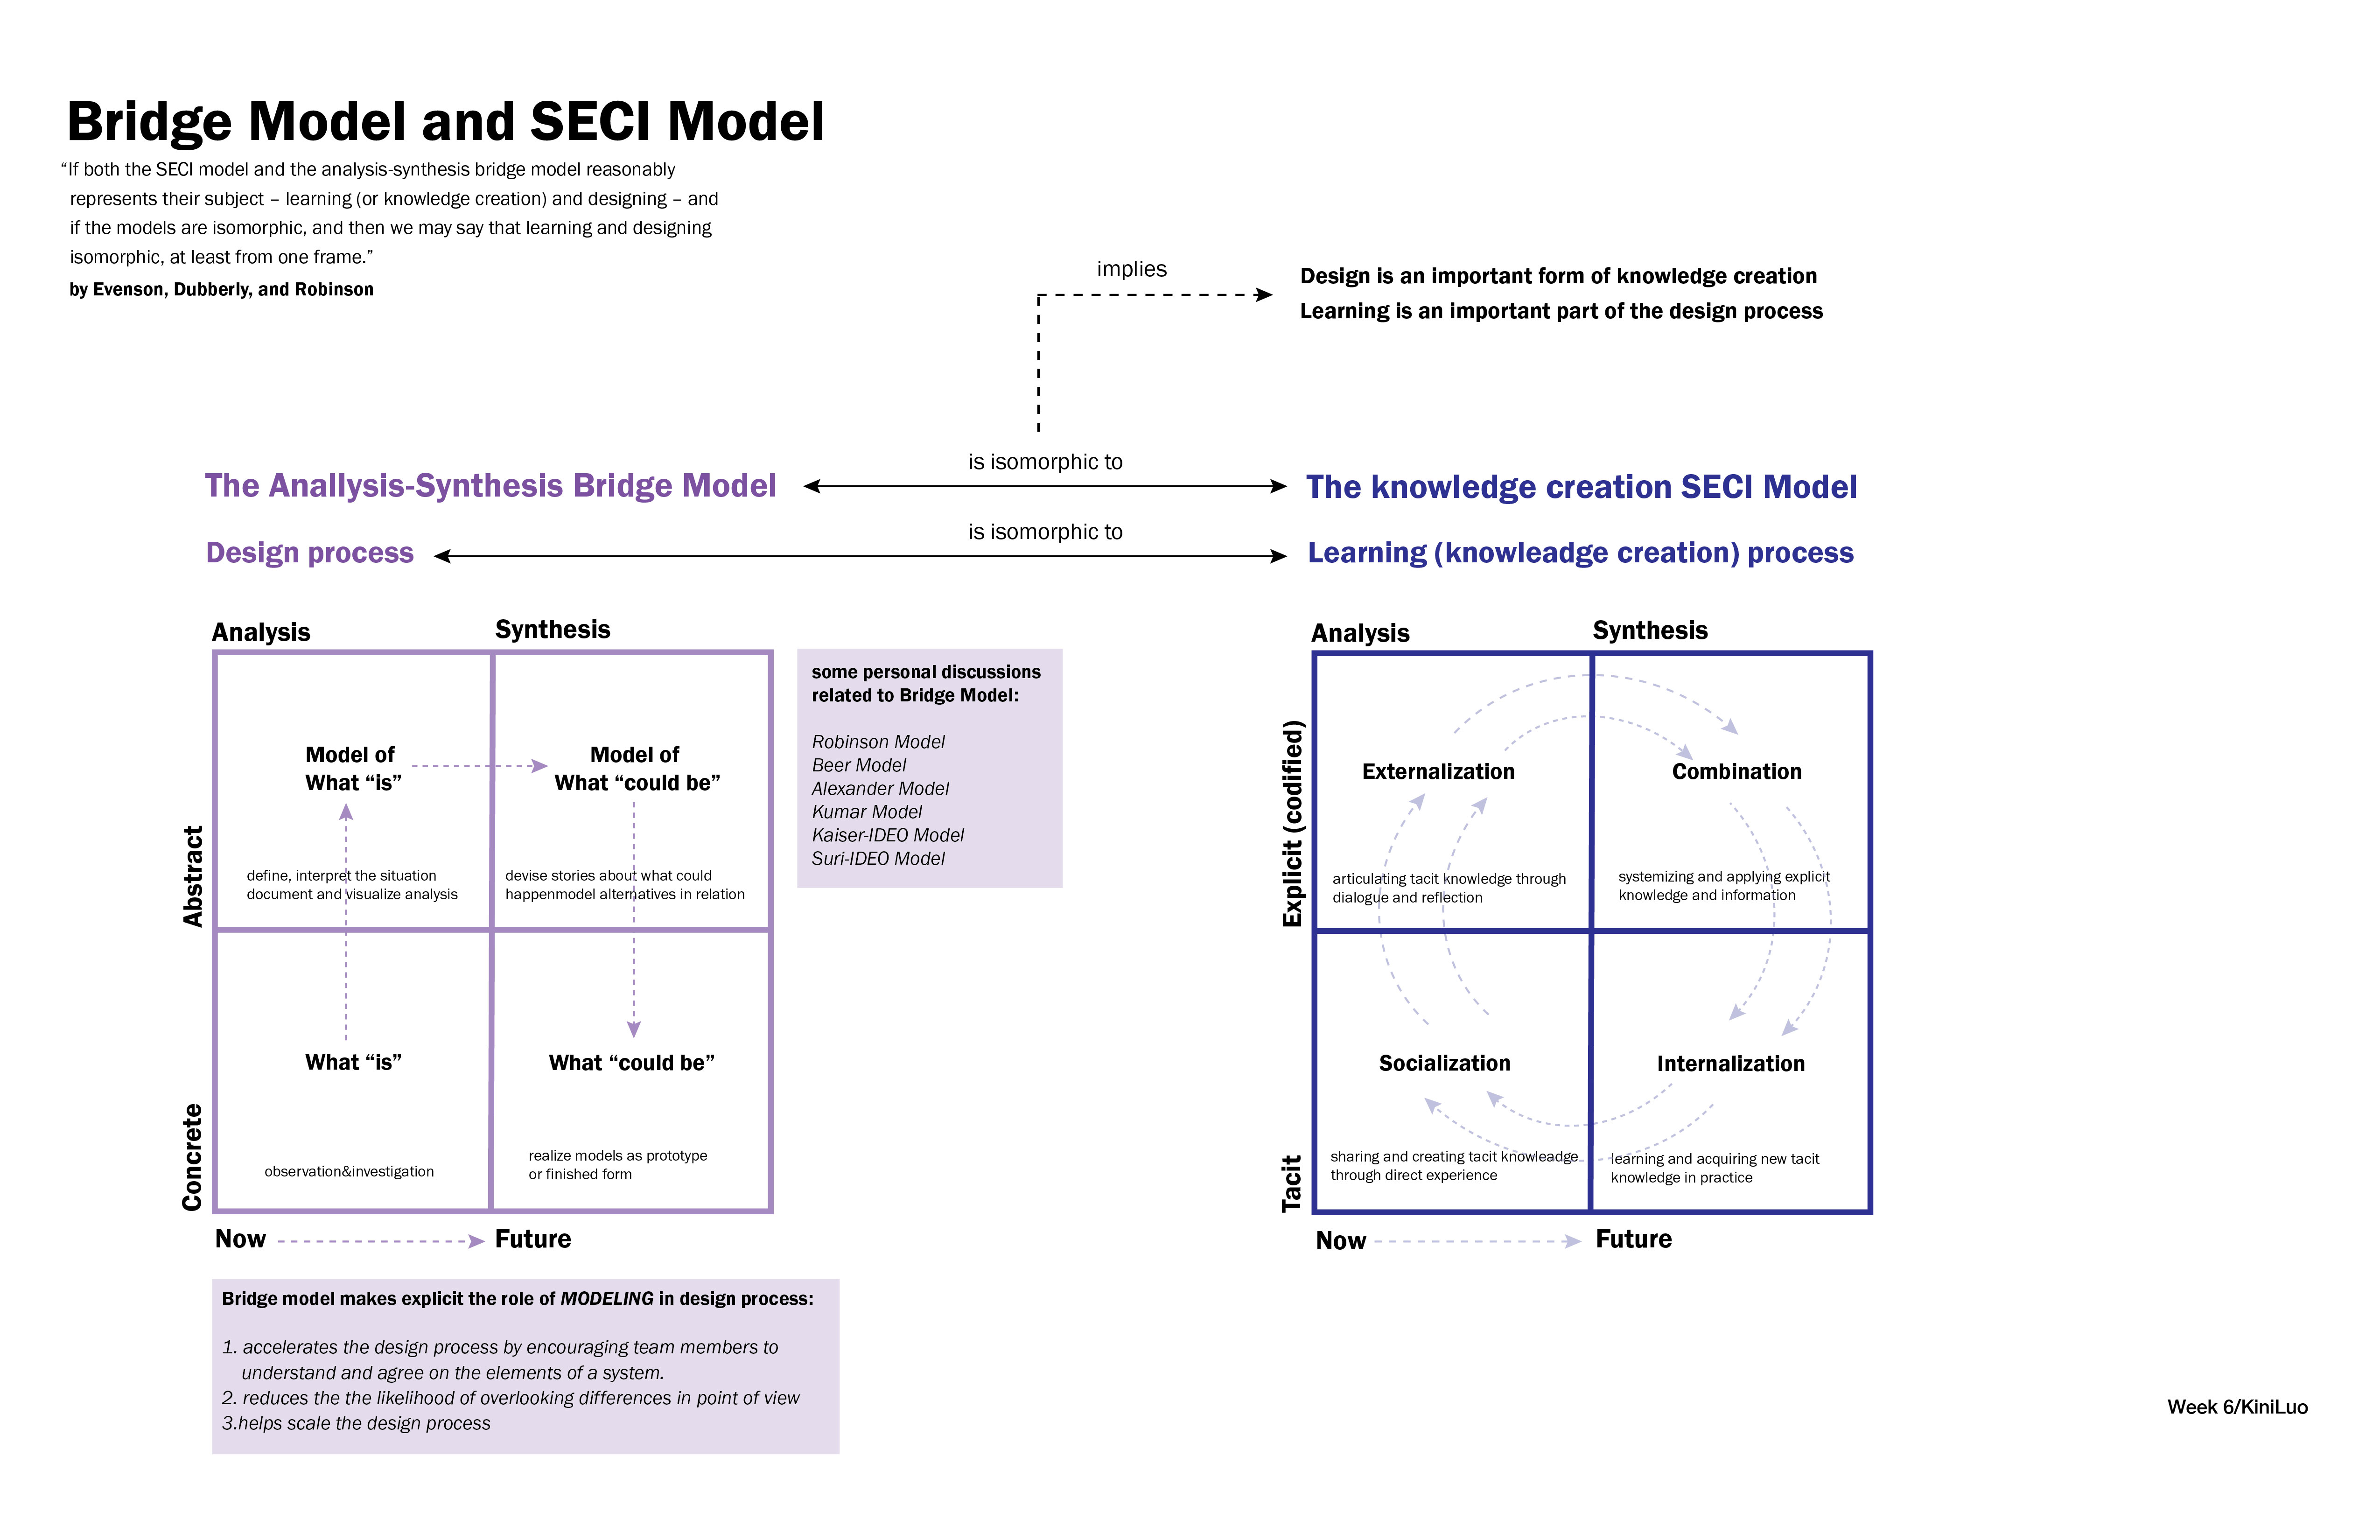 Bridge Model and SECI Model
“If both the SECI model and the analysis-synthesis bridge model reasonably
represents their subject – learning (or knowledge creation) and designing – and
if the models are isomorphic, and then we may say that learning and designing
isomorphic, at least from one frame.”
by Evenson, Dubberly, and Robinson
implies
Design is an important form of knowledge creation
Learning is an important part of the design process
The Anallysis-Synthesis Bridge Model
is isomorphic to
The knowledge creation SECI Model
Design process
is isomorphic to
Learning (knowleadge creation) process
Analysis
Synthesis
Abstract
Concrete
Model of
What “is”
Model of
What “could be”
define, interpret the situation
document and visualize analysis
devise stories about what could
happenmodel alternatives in relation
What “is”
What “could be”
observation&investigation
realize models as prototype
or finished form
Now
Future
some personal discussions
related to Bridge Model:
Robinson Model
Beer Model
Alexander Model
Kumar Model
Kaiser-IDEO Model
Suri-IDEO Model
Bridge model makes explicit the role of MODELING in design process:
1. accelerates the design process by encouraging team members to
understand and agree on the elements of a system.
2. reduces the the likelihood of overlooking differences in point of view
3.helps scale the design process
Analysis
Synthesis
Explicit (codified)
Tacit
Externalization
Combination
articulating tacit knowledge through
dialogue and reflection
systemizing and applying explicit
knowledge and information
Socialization
Internalization
sharing and creating tacit knowleadge
through direct experience
learning and acquiring new tacit
knowledge in practice
Now
Future
Week 6/KiniLuo